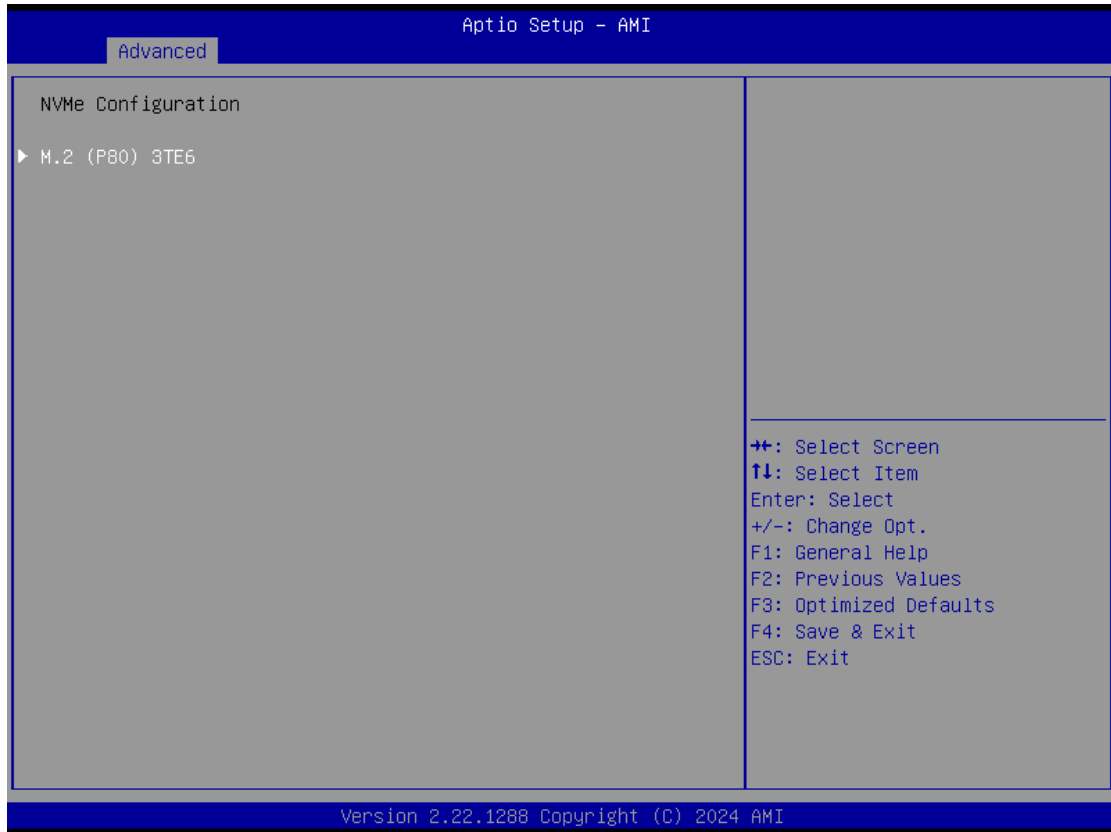 Aptio Setup – AMI
Advanced
NVMe Configuration
▶ M.2 (P80) 3TE6
→←: Select Screen
↑↓: Select Item
Enter: Select
+/-: Change Opt.
F1: General Help
F2: Previous Values
F3: Optimized Defaults
F4: Save & Exit
ESC: Exit
Version 2.22.1288 Copyright (C) 2024 AMI